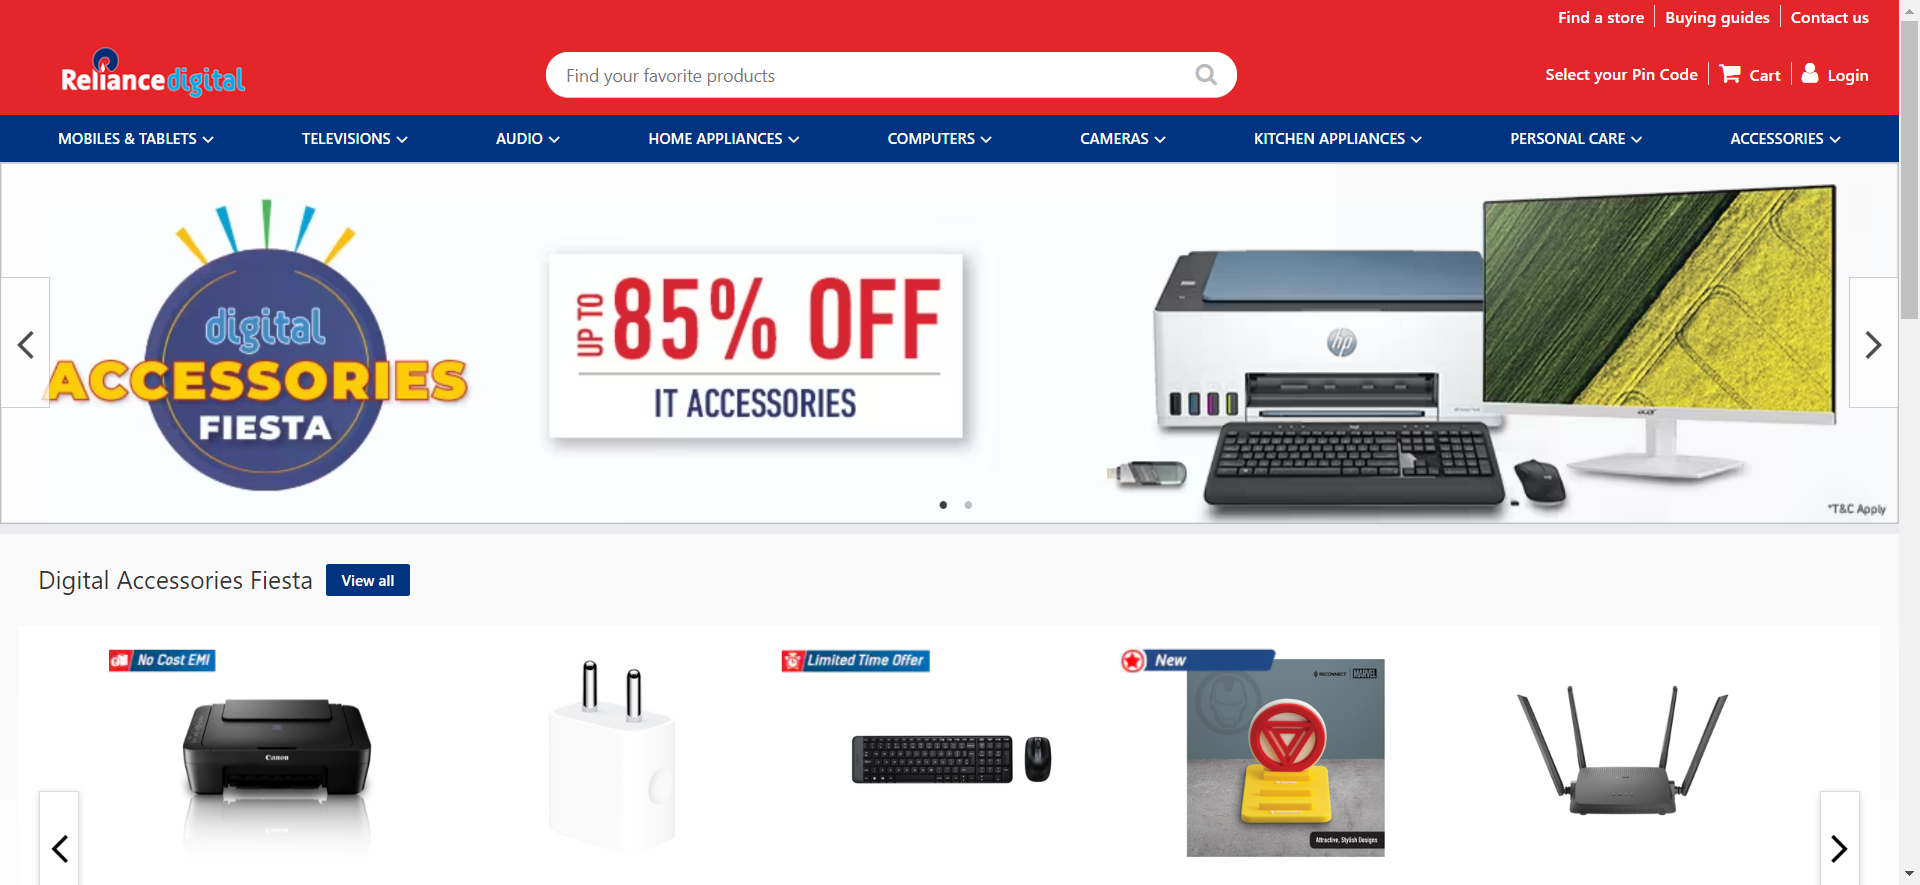 Find a store
Buying guides
Contact us
Reliance digital
Find your favorite products
Select your Pin Code
Cart
Login
MOBILES & TABLETS
TELEVISIONS
AUDIO
HOME APPLIANCES
COMPUTERS
CAMERAS
KITCHEN APPLIANCES
PERSONAL CARE
ACCESSORIES
digital
ACCESSORIES
FIESTA
UP TO
85% OFF
IT ACCESSORIES
hp
acer
*T&C Apply
Digital Accessories Fiesta
View all
No Cost EMI
Limited Time Offer
New
Canon
RECONNECT
MARVEL
Attractive, Stylish Designs